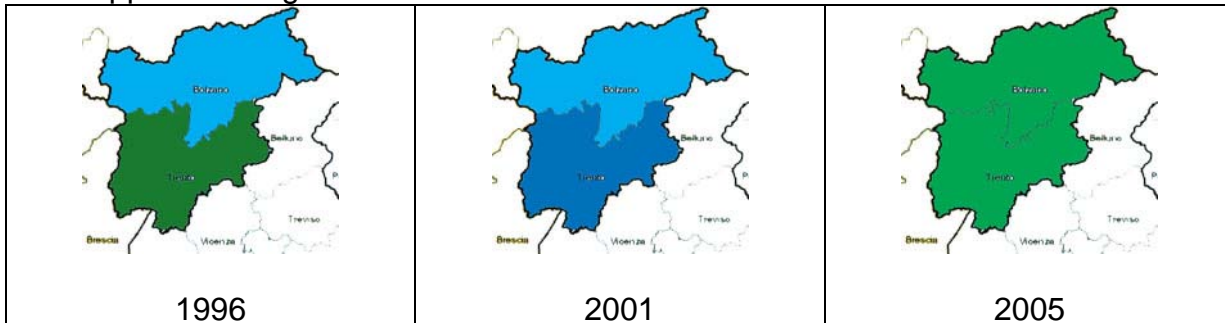 Bolzano
Belluno
Trento
Treviso
Brescia
Vicenza
1996
Bolzano
Belluno
Trento
Treviso
Brescia
Vicenza
2001
Bolzano
Belluno
Trento
Treviso
Brescia
Vicenza
2005